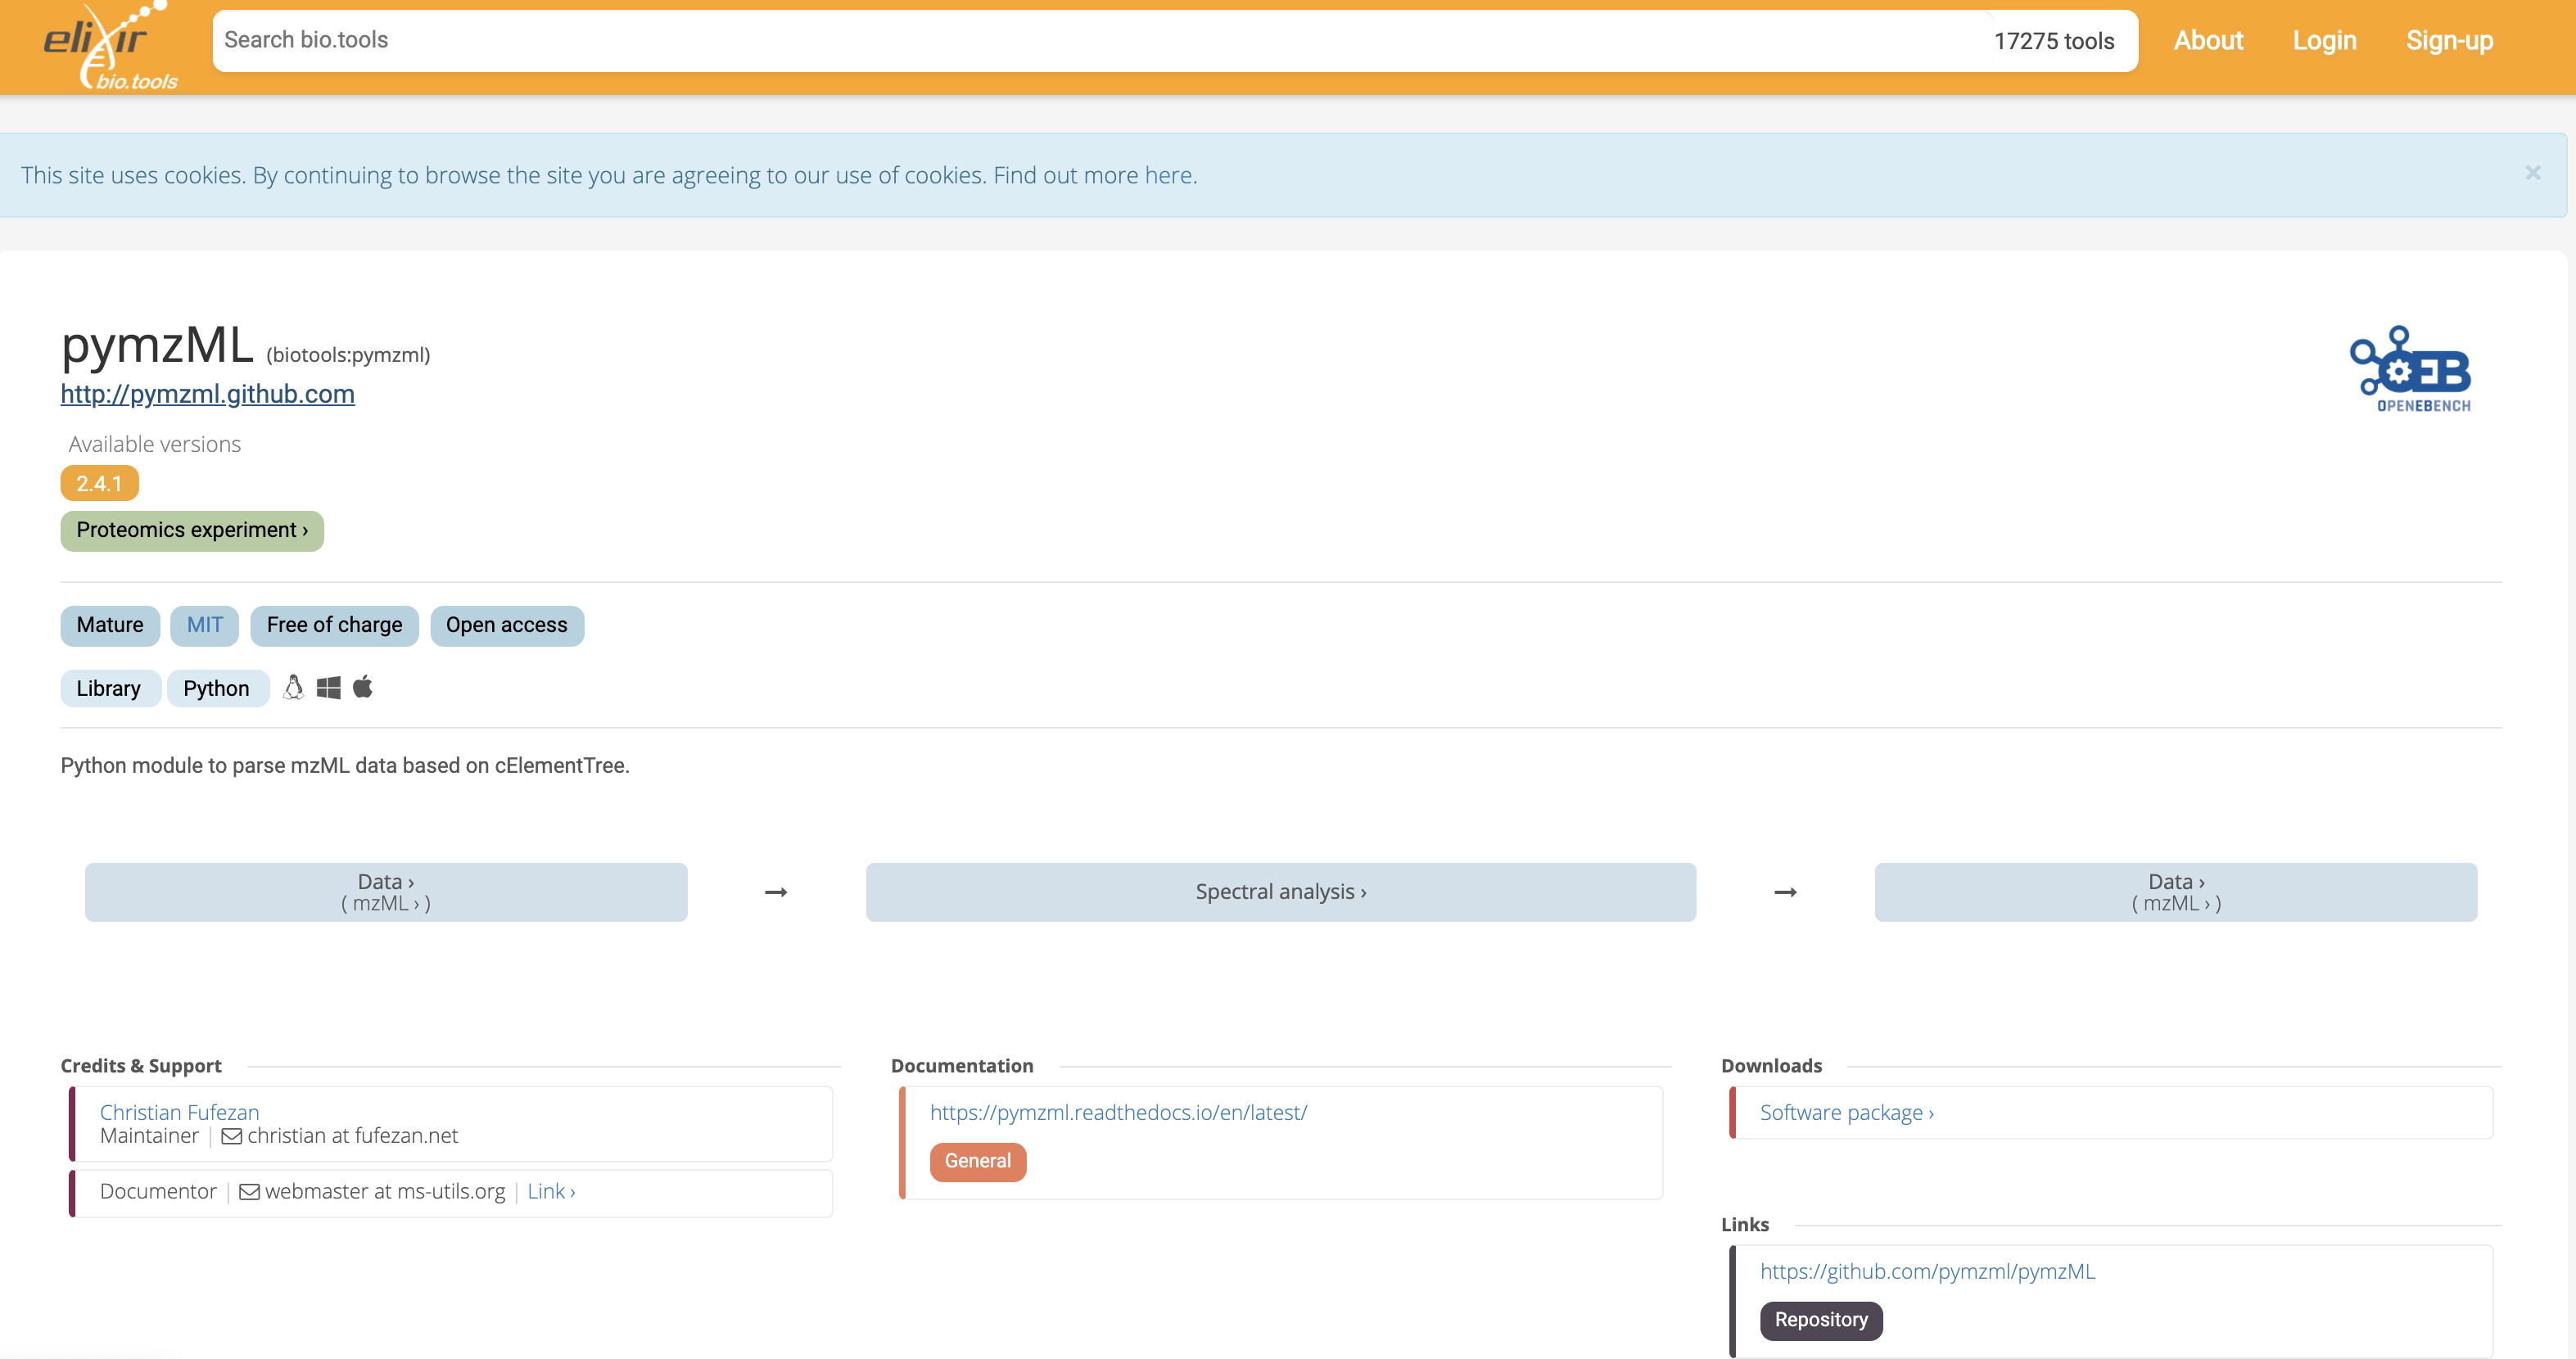 elixir
bio.tools
Search bio.tools
17275 tools
About
Login
Sign-up
This site uses cookies. By continuing to browse the site you are agreeing to our use of cookies. Find out more here.
×
pymzML (biotools:pymzml)
http://pymzml.github.com
OEB
OPENEBENCH
Available versions
2.4.1
Proteomics experiment ›
Mature MIT Free of charge Open access
Library Python
Python module to parse mzML data based on cElementTree.
Data ›
( mzML › )
→
Spectral analysis ›
→
Data ›
( mzML › )
Credits & Support
Christian Fufezan
Maintainer | christian at fufezan.net
Documentor | webmaster at ms-utils.org | Link ›
Documentation
https://pymzml.readthedocs.io/en/latest/
General
Downloads
Software package ›
Links
https://github.com/pymzml/pymzML
Repository